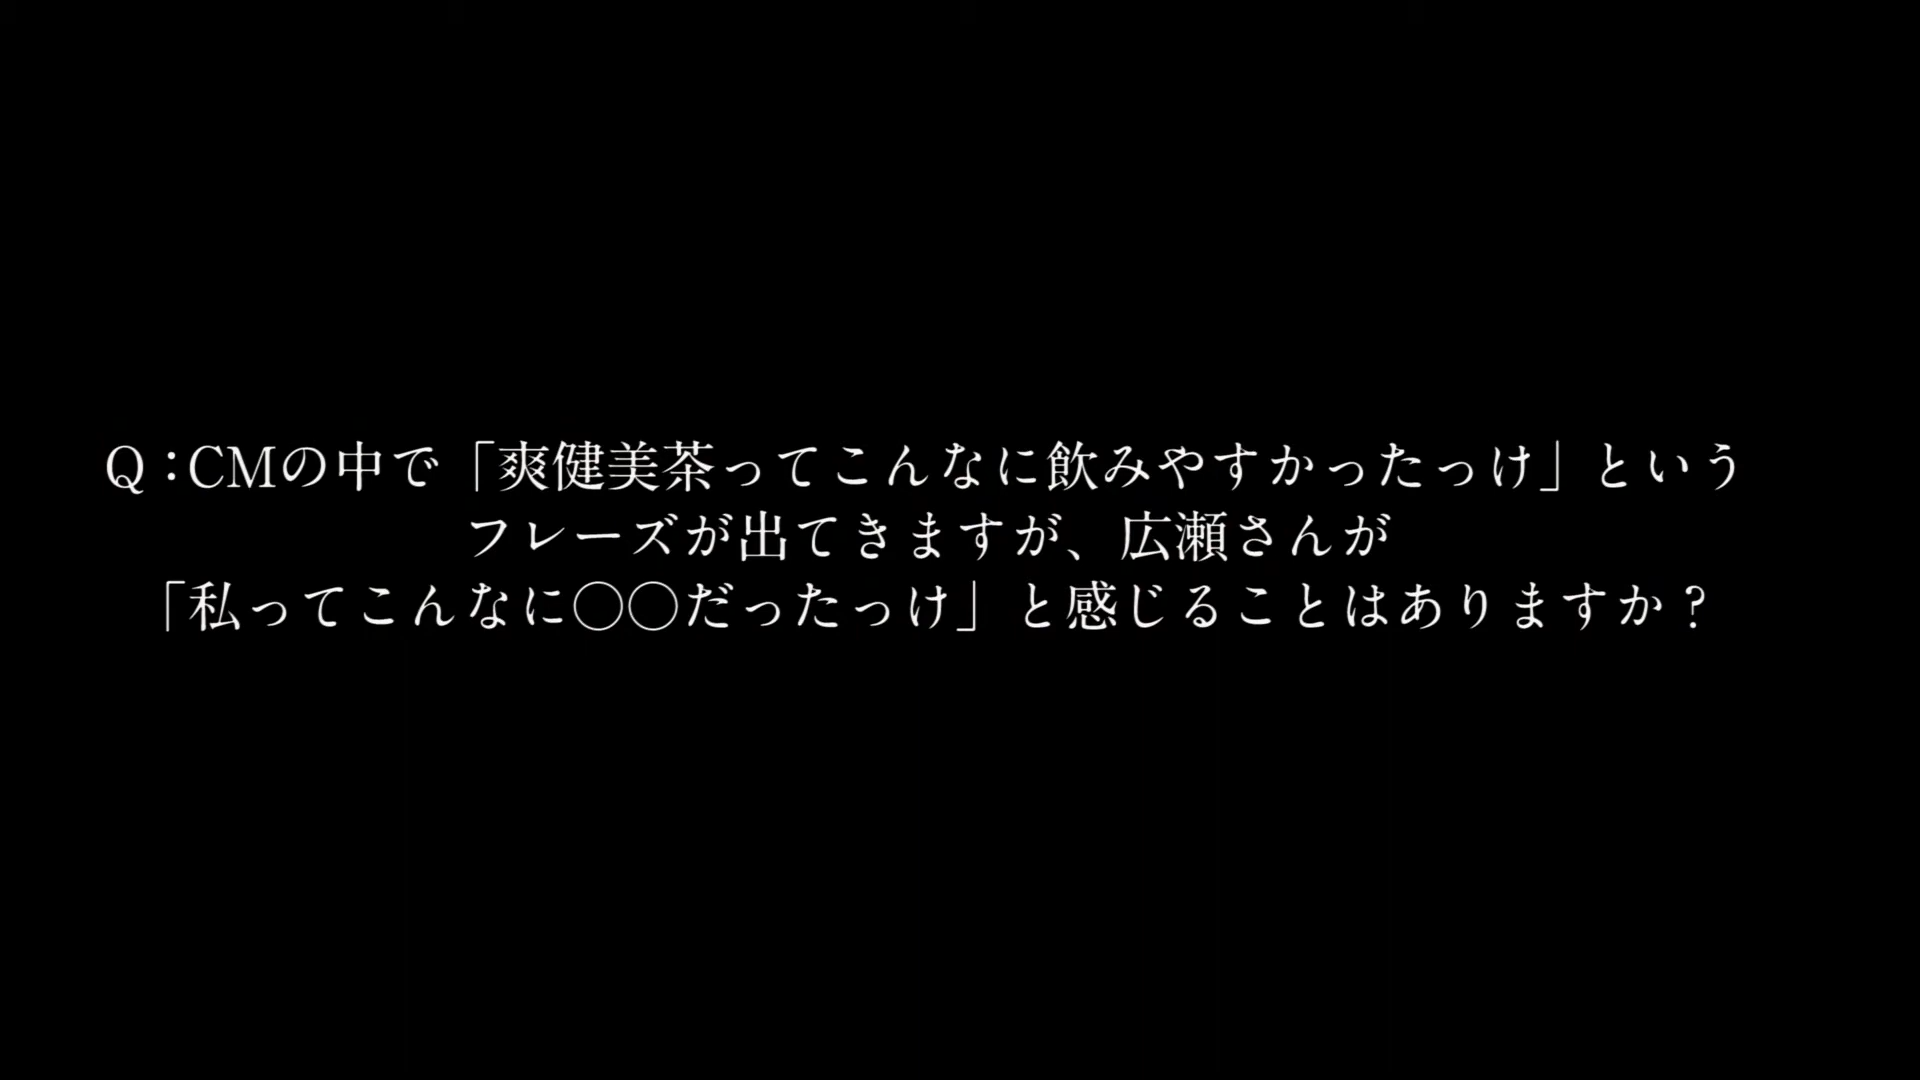 Q：CMの中で「爽健美茶ってこんなに飲みやすかったっけ」という
フレーズが出てきますが、広瀬さんが
「私ってこんなに〇〇だったっけ」と感じることはありますか？